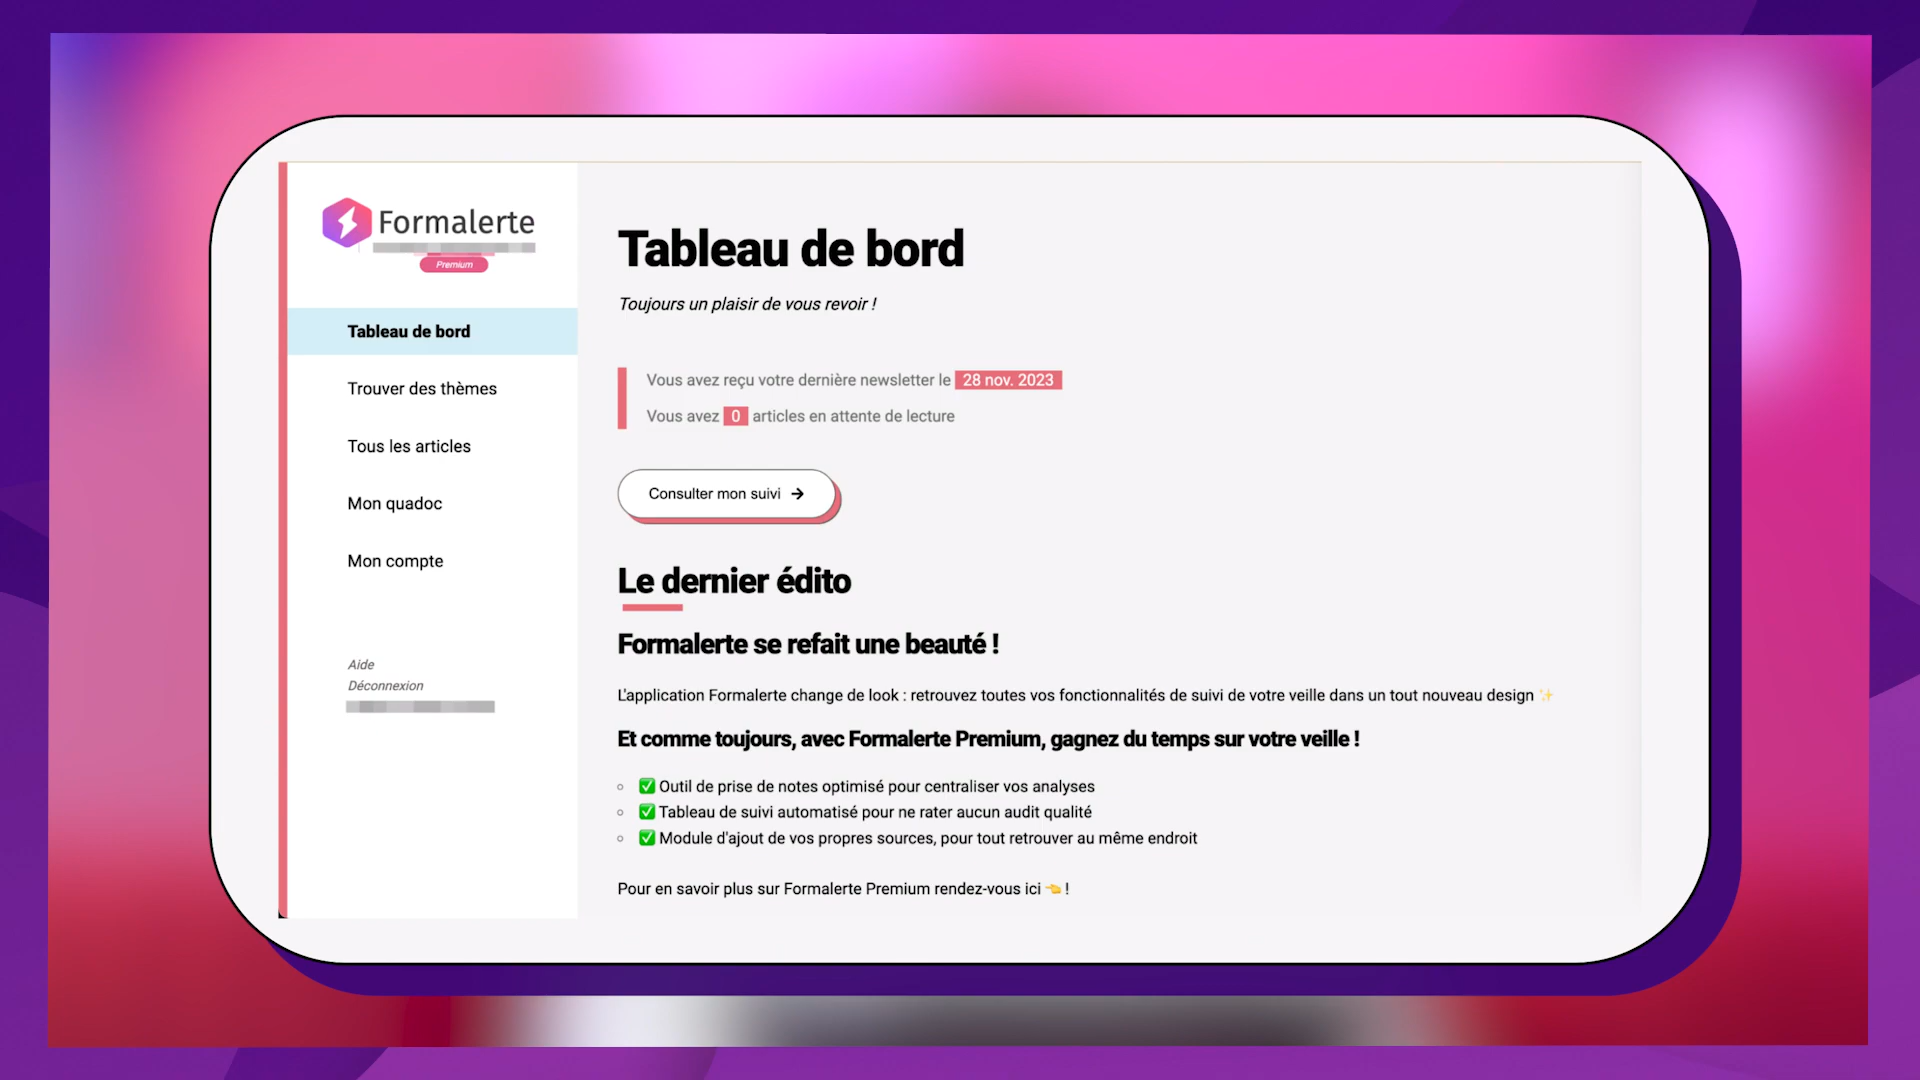 Formalerte
Premium
Tableau de bord
Trouver des thèmes
Tous les articles
Mon quadoc
Mon compte
Aide
Déconnexion
Tableau de bord
Toujours un plaisir de vous revoir !
Vous avez reçu votre dernière newsletter le 28 nov. 2023
Vous avez 0 articles en attente de lecture
Consulter mon suivi →
Le dernier édito
Formalerte se refait une beauté !
L'application Formalerte change de look : retrouvez toutes vos fonctionnalités de suivi de votre veille dans un tout nouveau design ✨
Et comme toujours, avec Formalerte Premium, gagnez du temps sur votre veille !
✅ Outil de prise de notes optimisé pour centraliser vos analyses
✅ Tableau de suivi automatisé pour ne rater aucun audit qualité
✅ Module d'ajout de vos propres sources, pour tout retrouver au même endroit
Pour en savoir plus sur Formalerte Premium rendez-vous ici 👈 !